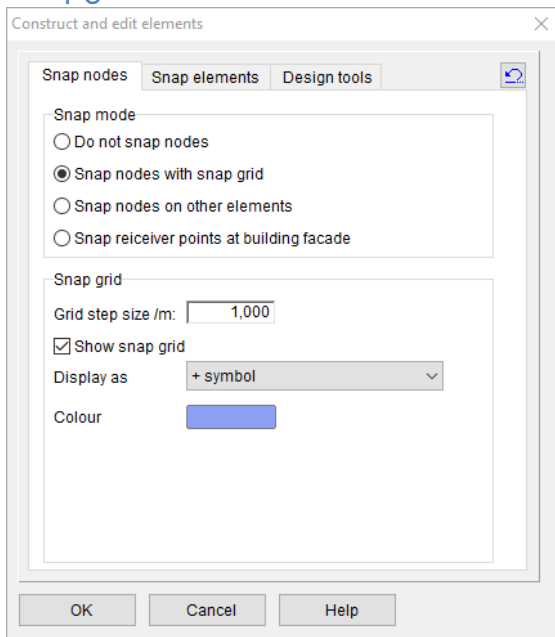 Construct and edit elements
Snap nodes Snap elements Design tools
Snap mode
Do not snap nodes
Snap nodes with snap grid
Snap nodes on other elements
Snap reiceiver points at building facade
Snap grid
Grid step size /m: 1,000
Show snap grid
Display as + symbol
Colour
OK Cancel Help